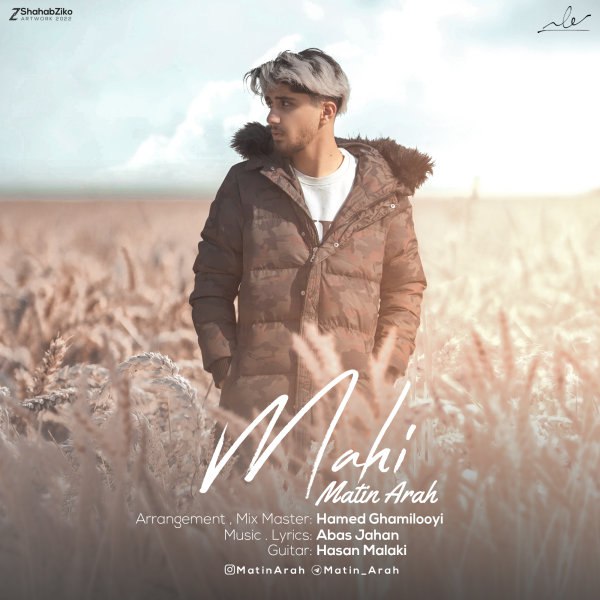 ShahabZiko
ARTWORK 2022
Mahi
Matin Arah
Arrangement , Mix Master: Hamed Ghamilooyi
Music . Lyrics: Abas Jahan
Guitar: Hasan Malaki
MatinArah Matin_Arah